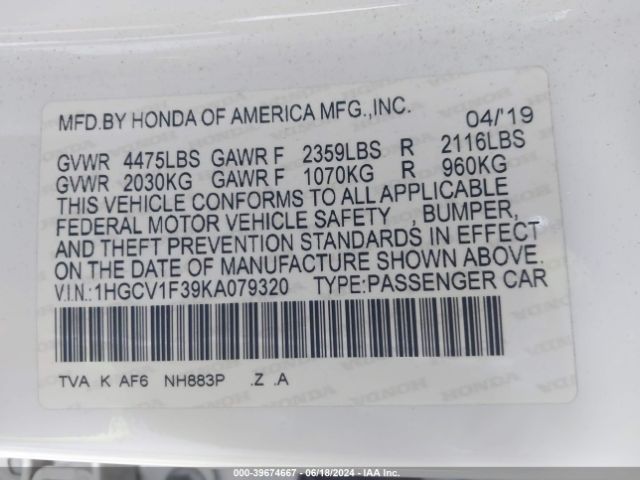 MFD.BY HONDA OF AMERICA MFG.,INC. 04/'19
GVWR 4475LBS GAWR F 2359LBS R 2116LBS
GVWR 2030KG GAWR F 1070KG R 960KG
THIS VEHICLE CONFORMS TO ALL APPLICABLE
FEDERAL MOTOR VEHICLE SAFETY , BUMPER,
AND THEFT PREVENTION STANDARDS IN EFFECT
ON THE DATE OF MANUFACTURE SHOWN ABOVE.
V.I.N.:1HGCV1F39KA079320 TYPE:PASSENGER CAR
TVA K AF6 NH883P .Z .A
000-39674667 - 06/18/2024 - IAA, Inc.